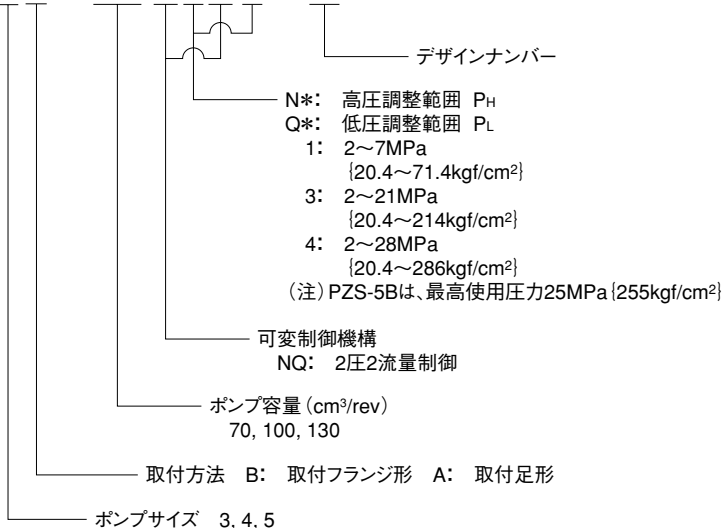 デザインナンバー
N＊： 高圧調整範囲 PH
Q＊： 低圧調整範囲 PL
1： 2～7MPa
{20.4～71.4kgf/cm²}
3： 2～21MPa
{20.4～214kgf/cm²}
4： 2～28MPa
{20.4～286kgf/cm²}
（注）PZS-5Bは、最高使用圧力25MPa{255kgf/cm²}
可変制御機構
NQ： 2圧2流量制御
ポンプ容量（cm³/rev）
70, 100, 130
取付方法 B： 取付フランジ形 A： 取付足形
ポンプサイズ 3, 4, 5